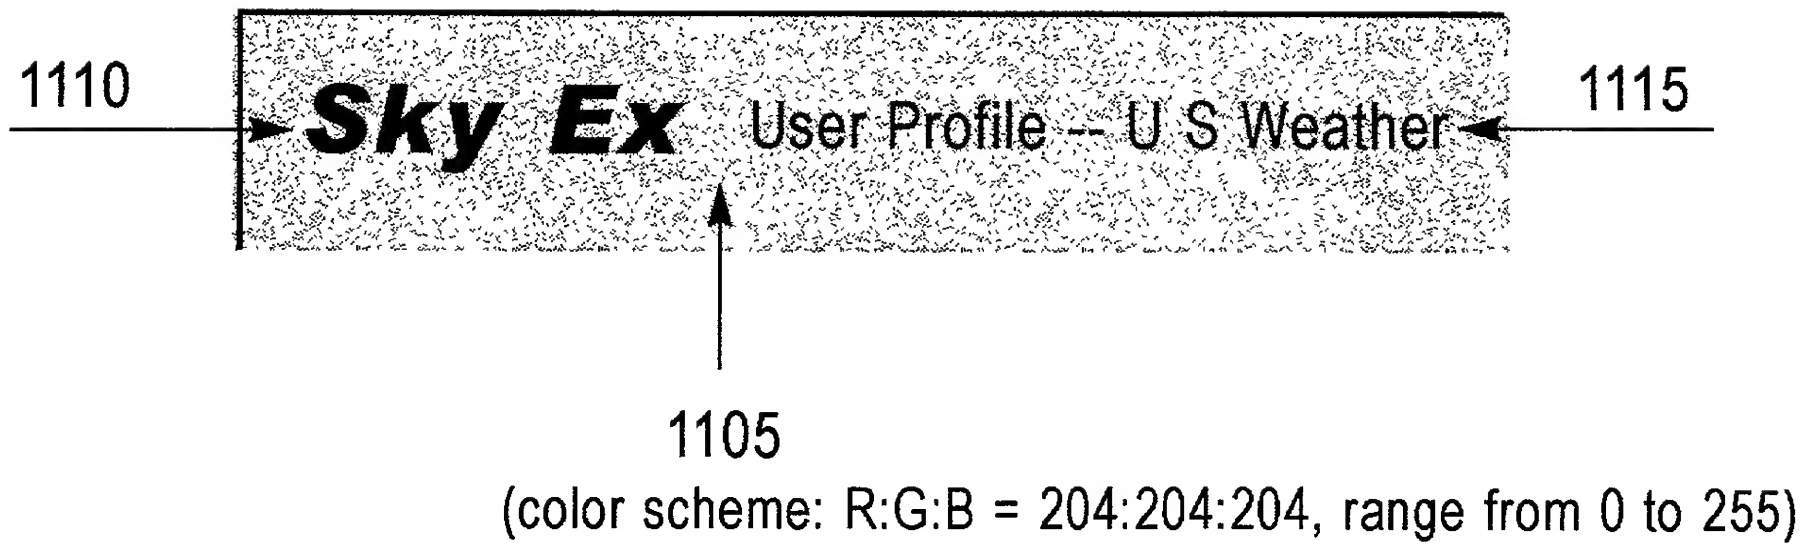 1110
Sky Ex User Profile -- U S Weather
1115
1105
(color scheme: R:G:B = 204:204:204, range from 0 to 255)